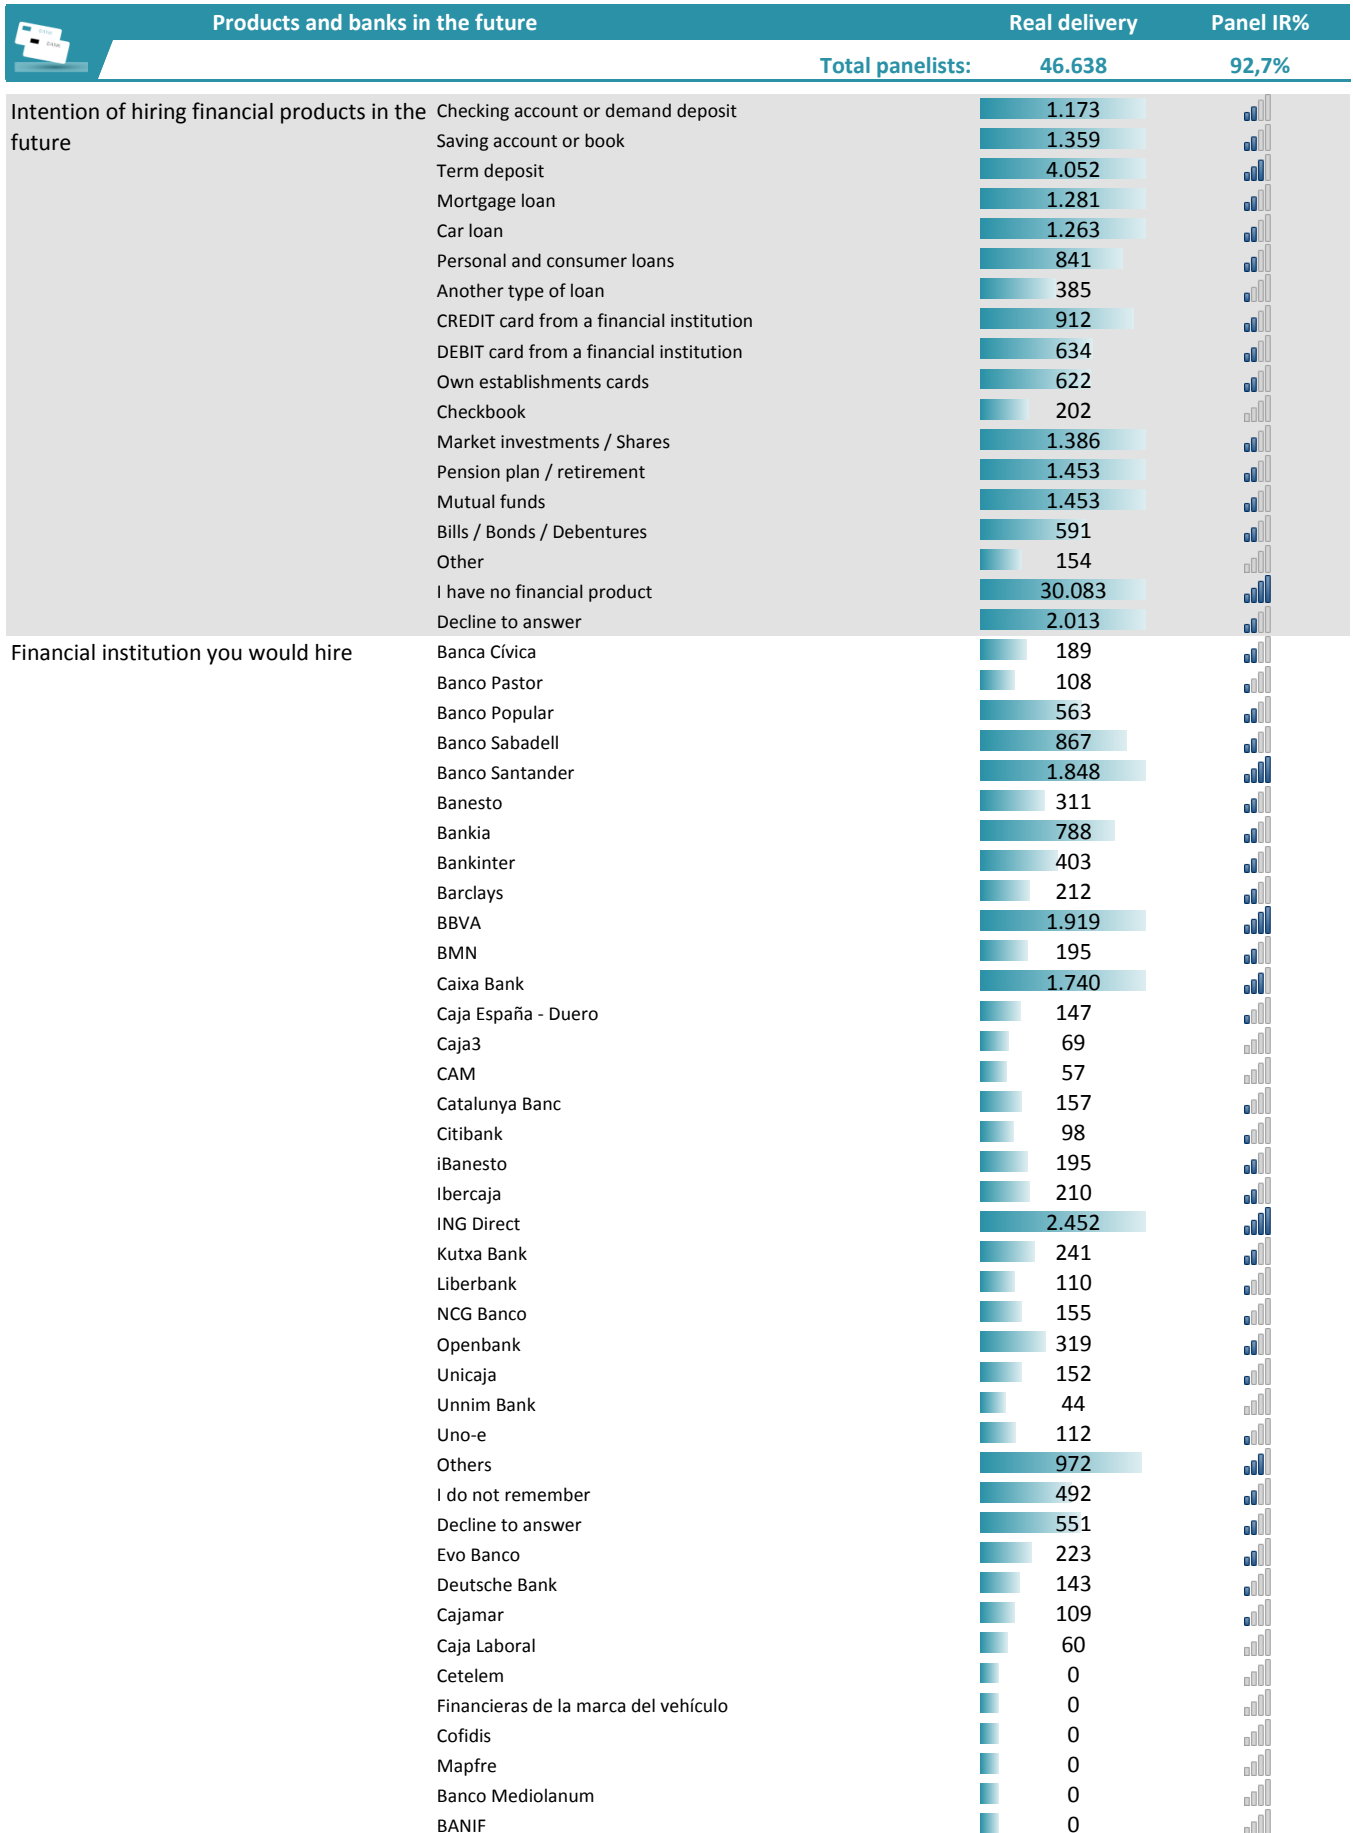 Products and banks in the future Real delivery Panel IR%
Total panelists: 46.638 92,7%
BANK
BANK
Intention of hiring financial products in the future
Checking account or demand deposit 1.173
Saving account or book 1.359
Term deposit 4.052
Mortgage loan 1.281
Car loan 1.263
Personal and consumer loans 841
Another type of loan 385
CREDIT card from a financial institution 912
DEBIT card from a financial institution 634
Own establishments cards 622
Checkbook 202
Market investments / Shares 1.386
Pension plan / retirement 1.453
Mutual funds 1.453
Bills / Bonds / Debentures 591
Other 154
I have no financial product 30.083
Decline to answer 2.013
Financial institution you would hire
Banca Cívica 189
Banco Pastor 108
Banco Popular 563
Banco Sabadell 867
Banco Santander 1.848
Banesto 311
Bankia 788
Bankinter 403
Barclays 212
BBVA 1.919
BMN 195
Caixa Bank 1.740
Caja España - Duero 147
Caja3 69
CAM 57
Catalunya Banc 157
Citibank 98
iBanesto 195
Ibercaja 210
ING Direct 2.452
Kutxa Bank 241
Liberbank 110
NCG Banco 155
Openbank 319
Unicaja 152
Unnim Bank 44
Uno-e 112
Others 972
I do not remember 492
Decline to answer 551
Evo Banco 223
Deutsche Bank 143
Cajamar 109
Caja Laboral 60
Cetelem 0
Financieras de la marca del vehículo 0
Cofidis 0
Mapfre 0
Banco Mediolanum 0
BANIF 0